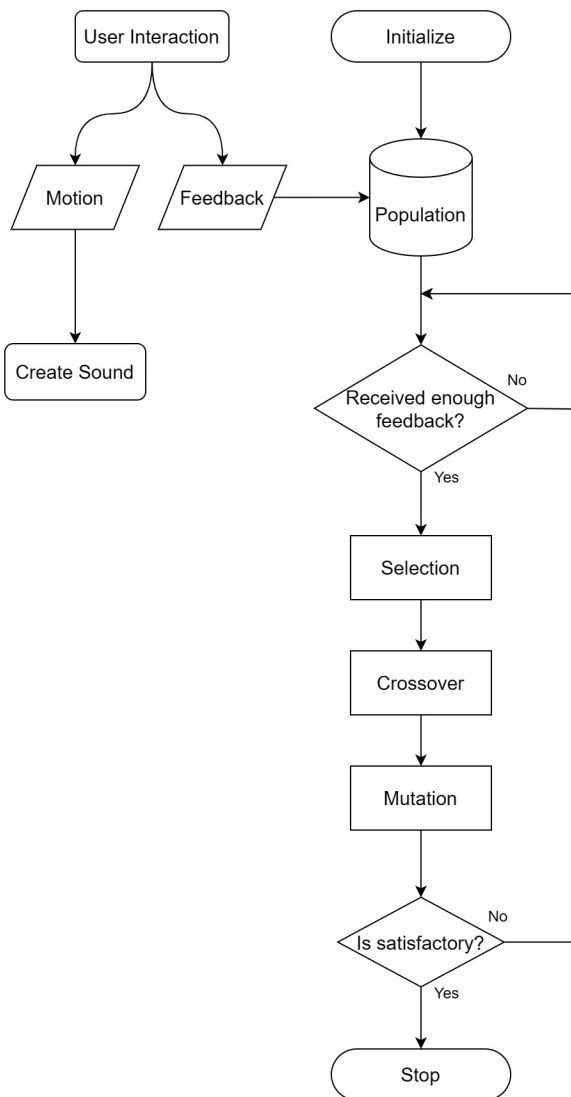 User Interaction
Initialize
Motion
Feedback
Population
Create Sound
Received enough
feedback?
No
Yes
Selection
Crossover
Mutation
Is satisfactory?
No
Yes
Stop